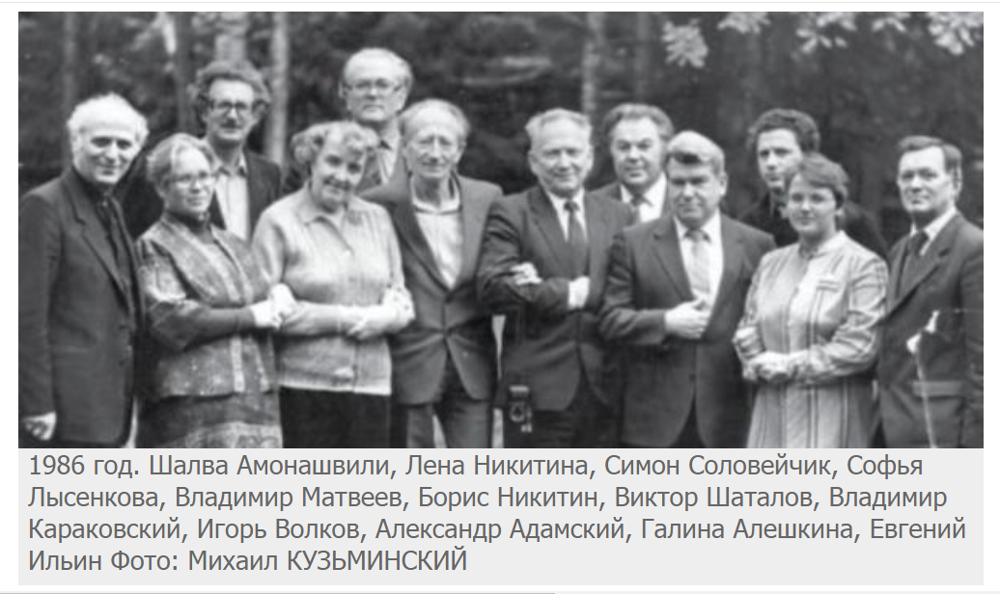 1986 год. Шалва Амонашвили, Лена Никитина, Симон Соловейчик, Софья
Лысенкова, Владимир Матвеев, Борис Никитин, Виктор Шаталов, Владимир
Караковский, Игорь Волков, Александр Адамский, Галина Алешкина, Евгений
Ильин Фото: Михаил КУЗЬМИНСКИЙ